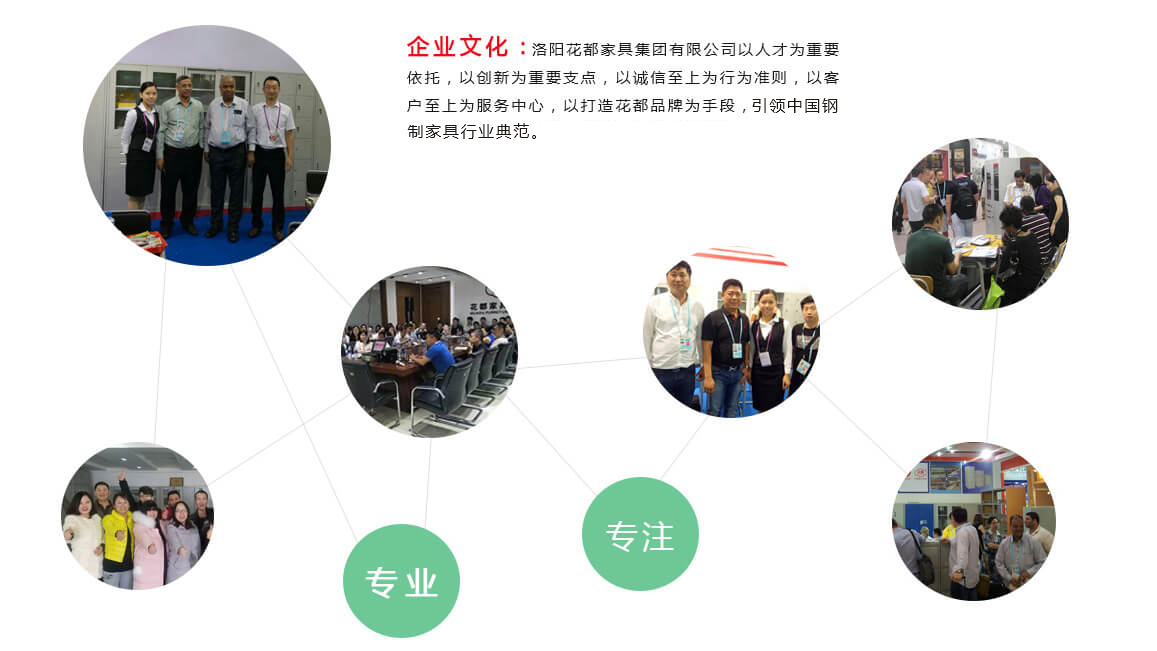 企业文化：洛阳花都家具集团有限公司以人才为重要
依托，以创新为重要支点，以诚信至上为行为准则，以客
户至上为服务中心，以打造花都品牌为手段，引领中国钢
制家具行业典范。
花都家具
专注
专业